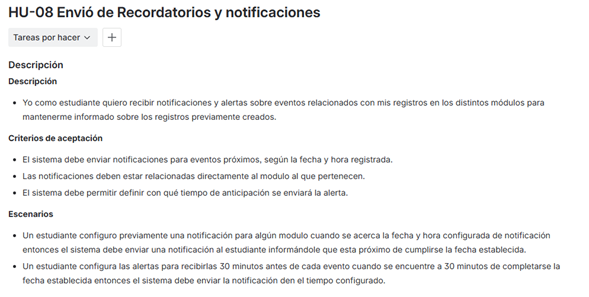 HU-08 Envió de Recordatorios y notificaciones
Tareas por hacer
Descripción
Descripción
Yo como estudiante quiero recibir notificaciones y alertas sobre eventos relacionados con mis registros en los distintos módulos para
mantenerme informado sobre los registros previamente creados.
Criterios de aceptación
El sistema debe enviar notificaciones para eventos próximos, según la fecha y hora registrada.
Las notificaciones deben estar relacionadas directamente al modulo al que pertenecen.
El sistema debe permitir definir con qué tiempo de anticipación se enviará la alerta.
Escenarios
Un estudiante configuro previamente una notificación para algún modulo cuando se acerca la fecha y hora configurada de notificación
entonces el sistema debe enviar una notificación al estudiante informándole que esta próximo de cumplirse la fecha establecida.
Un estudiante configura las alertas para recibirlas 30 minutos antes de cada evento cuando se encuentre a 30 minutos de completarse la
fecha establecida entonces el sistema debe enviar la notificación den el tiempo configurado.